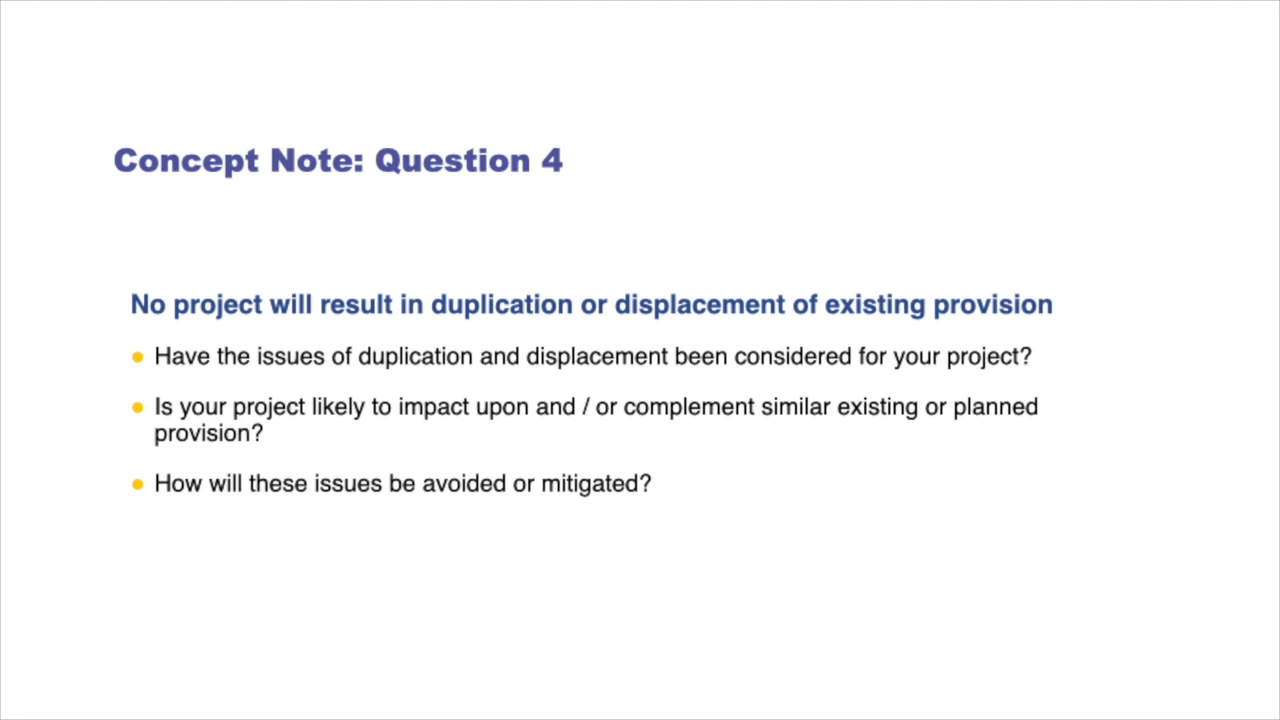 Concept Note: Question 4
No project will result in duplication or displacement of existing provision
● Have the issues of duplication and displacement been considered for your project?
● Is your project likely to impact upon and / or complement similar existing or planned
provision?
● How will these issues be avoided or mitigated?